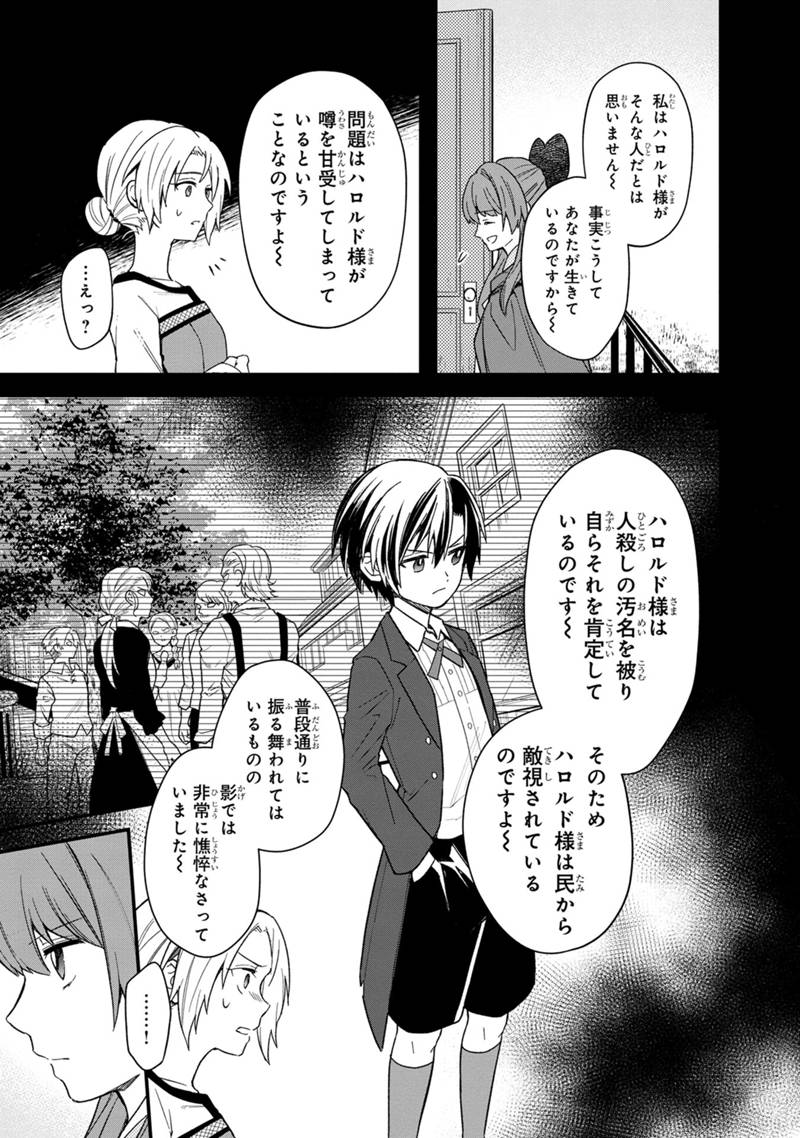 私はハロルド様が
そんな人だとは
思いません〜
事実こうして
あなたが生きて
いるのですから〜
1
問題はハロルド様が
噂を甘受してしまって
いるという
ことなのですよ〜
…えっ?
ハロルド様は
人殺しの汚名を被り
自らそれを肯定して
いるのです〜
そのため
ハロルド様は民から
敵視されている
のですよ〜
普段通りに
振る舞われては
いるものの
影では
非常に憔悴なさって
いました〜
……!